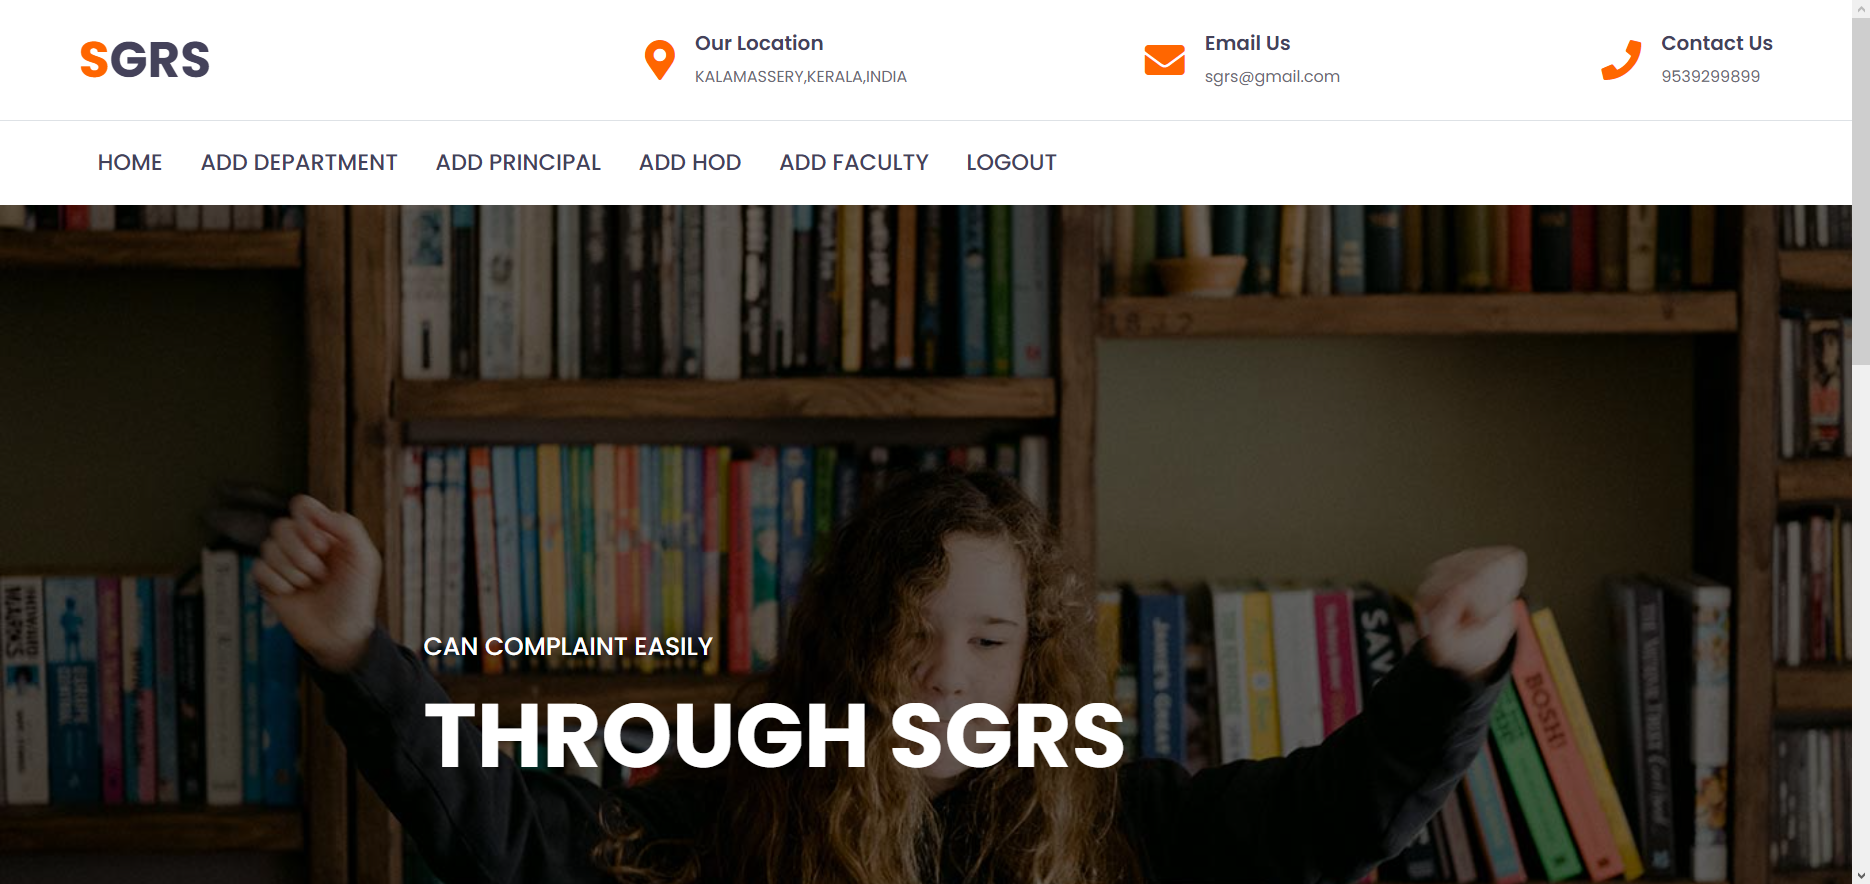 SGRS
Our Location
KALAMASSERY,KERALA,INDIA
Email Us
sgrs@gmail.com
Contact Us
9539299899
HOME
ADD DEPARTMENT
ADD PRINCIPAL
ADD HOD
ADD FACULTY
LOGOUT
CAN COMPLAINT EASILY
THROUGH SGRS
BOSH!